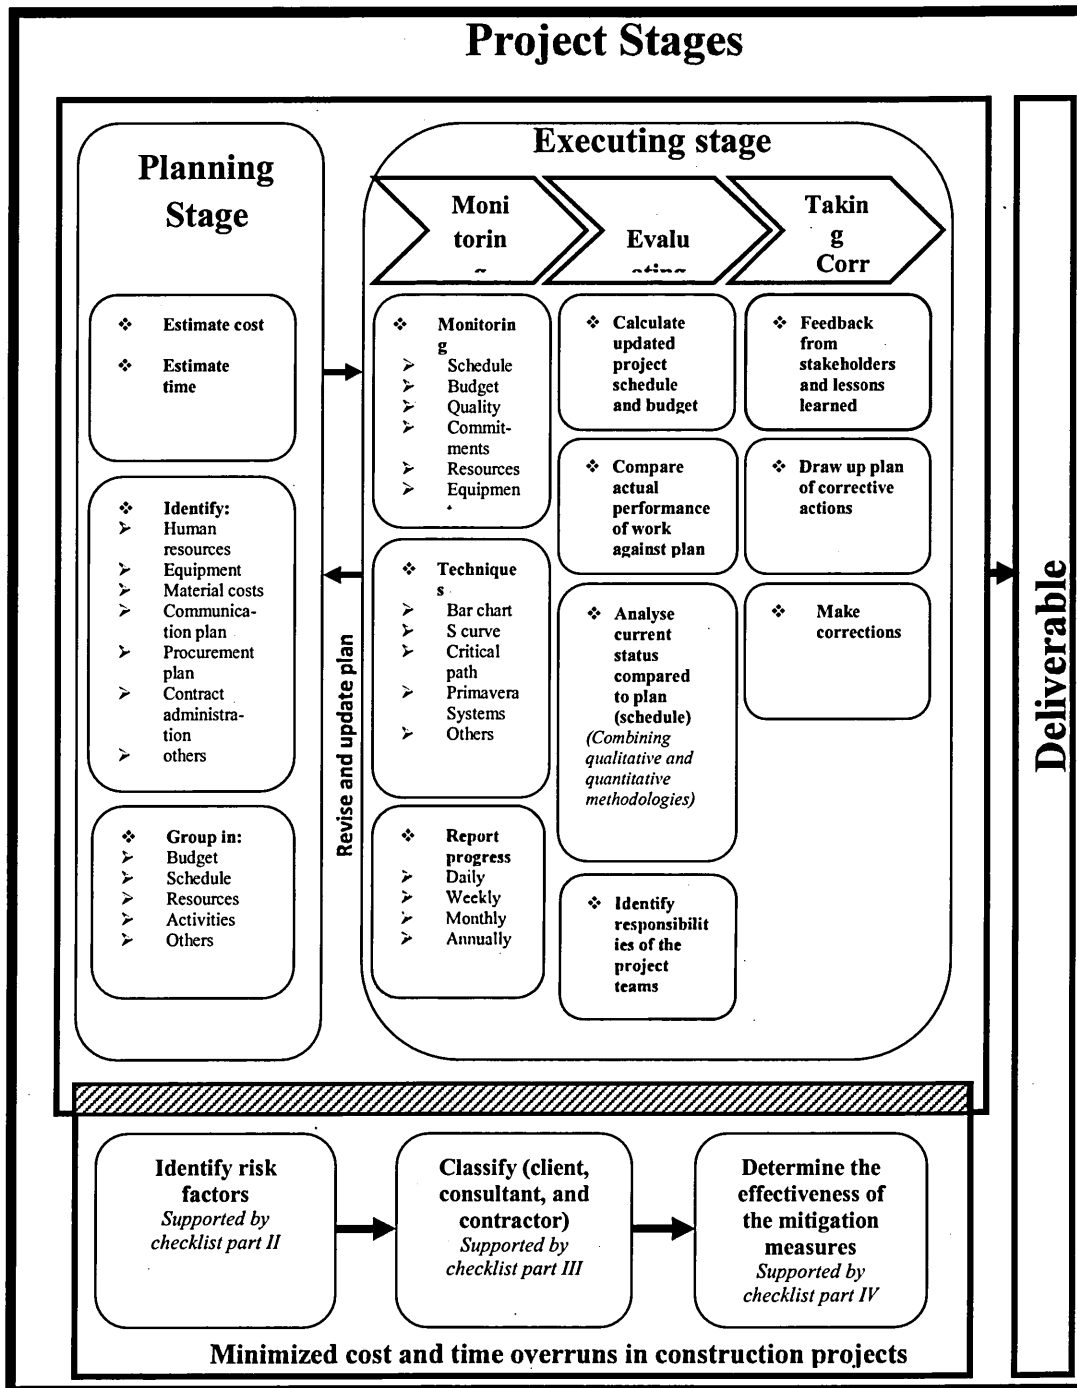 Project Stages
Planning
Stage
❖ Estimate cost
❖ Estimate
time
❖ Identify:
➢ Human
resources
➢ Equipment
➢ Material costs
➢ Communica-
tion plan
➢ Procurement
plan
➢ Contract
administra-
tion
➢ others
❖ Group in:
➢ Budget
➢ Schedule
➢ Resources
➢ Activities
➢ Others
Revise and update plan
Executing stage
Moni
torin
Evalu
Takin
g
Corr
❖ Monitorin
g
➢ Schedule
➢ Budget
➢ Quality
➢ Commit-
ments
➢ Resources
➢ Equipmen
❖ Technique
s
➢ Bar chart
➢ S curve
➢ Critical
path
➢ Primavera
Systems
➢ Others
❖ Report
progress
➢ Daily
➢ Weekly
➢ Monthly
➢ Annually
❖ Calculate
updated
project
schedule
and budget
❖ Compare
actual
performance
of work
against plan
❖ Analyse
current
status
compared
to plan
(schedule)
(Combining
qualitative and
quantitative
methodologies)
❖ Identify
responsibilit
ies of the
project
teams
❖ Feedback
from
stakeholders
and lessons
learned
❖ Draw up plan
of corrective
actions
❖ Make
corrections
Deliverable
Identify risk
factors
Supported by
checklist part II
Classify (client,
consultant, and
contractor)
Supported by
checklist part III
Determine the
effectiveness of
the mitigation
measures
Supported by
checklist part IV
Minimized cost and time overruns in construction projects